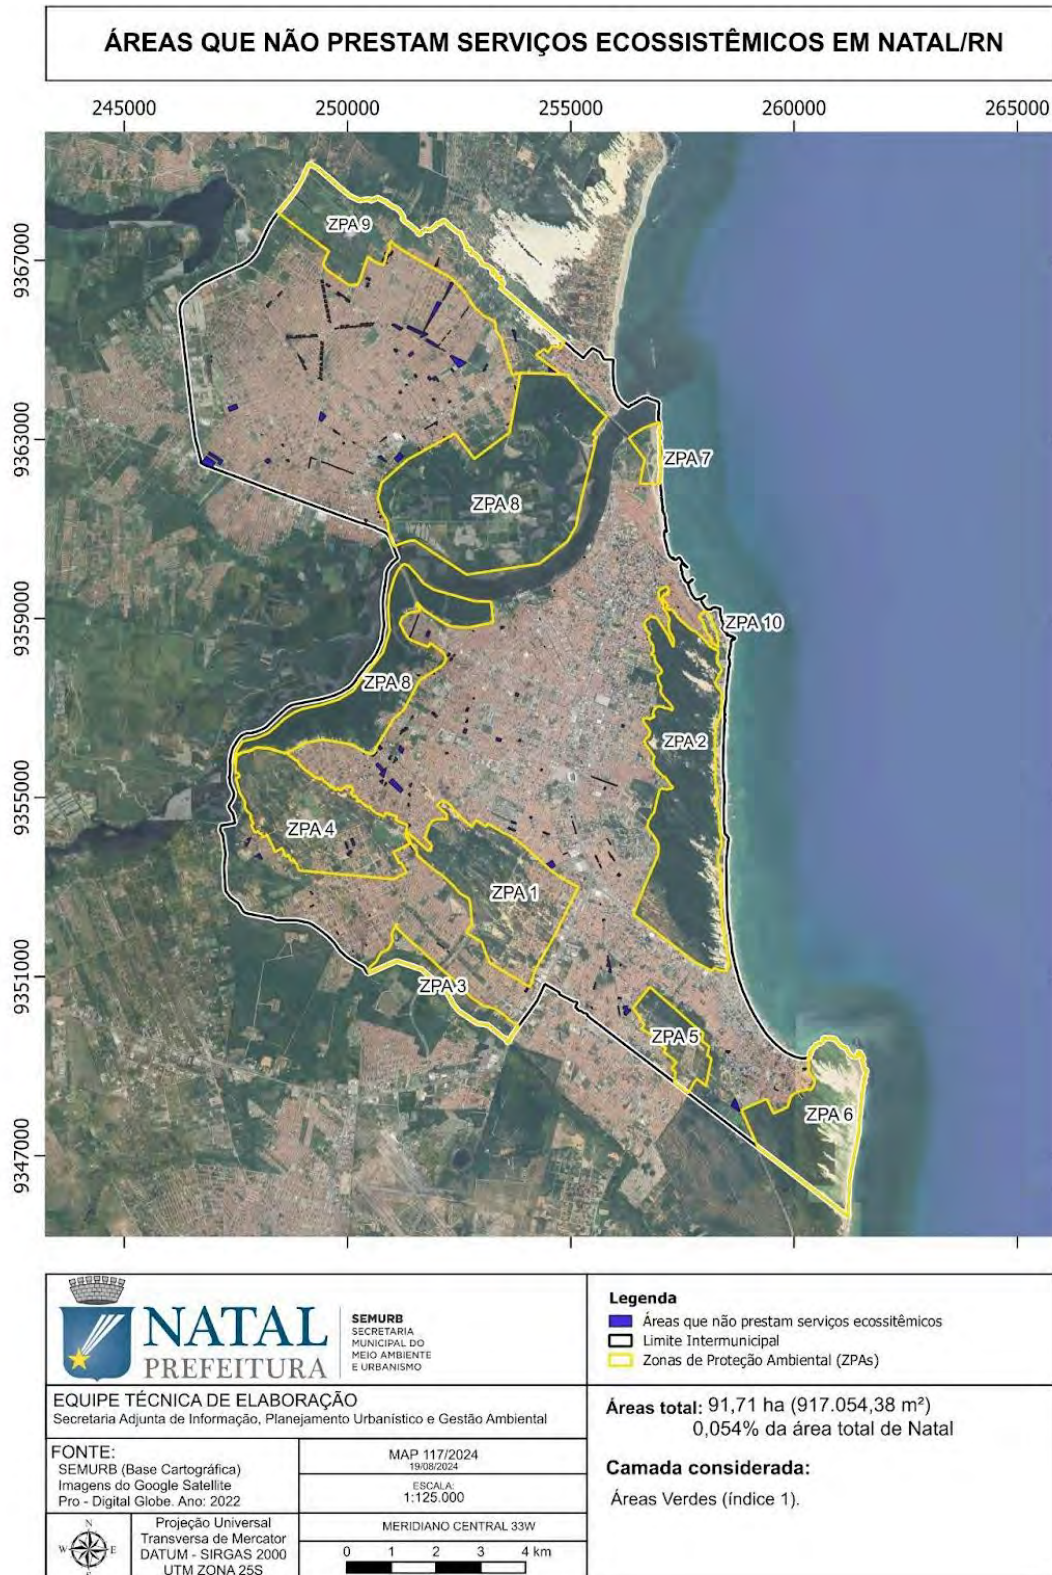 ÁREAS QUE NÃO PRESTAM SERVIÇOS ECOSSISTÊMICOS EM NATAL/RN
245000 250000 255000 260000 265000
9367000
9363000
9359000
9355000
9351000
9347000
ZPA 9
ZPA 7
ZPA 8
ZPA 10
ZPA 8
ZPA 2
ZPA 4
ZPA 1
ZPA 3
ZPA 5
ZPA 6
NATAL
PREFEITURA
SEMURB
SECRETARIA
MUNICIPAL DO
MEIO AMBIENTE
E URBANISMO
Legenda
Áreas que não prestam serviços ecossitêmicos
Limite Intermunicipal
Zonas de Proteção Ambiental (ZPAs)
EQUIPE TÉCNICA DE ELABORAÇÃO
Secretaria Adjunta de Informação, Planejamento Urbanístico e Gestão Ambiental
Áreas total: 91,71 ha (917.054,38 m²)
0,054% da área total de Natal
Camada considerada:
Áreas Verdes (índice 1).
FONTE:
SEMURB (Base Cartográfica)
Imagens do Google Satellite
Pro - Digital Globe. Ano: 2022
MAP 117/2024
19/08/2024
ESCALA:
1:125.000
N
W E
S
Projeção Universal
Transversa de Mercator
DATUM - SIRGAS 2000
UTM ZONA 25S
MERIDIANO CENTRAL 33W
0 1 2 3 4 km